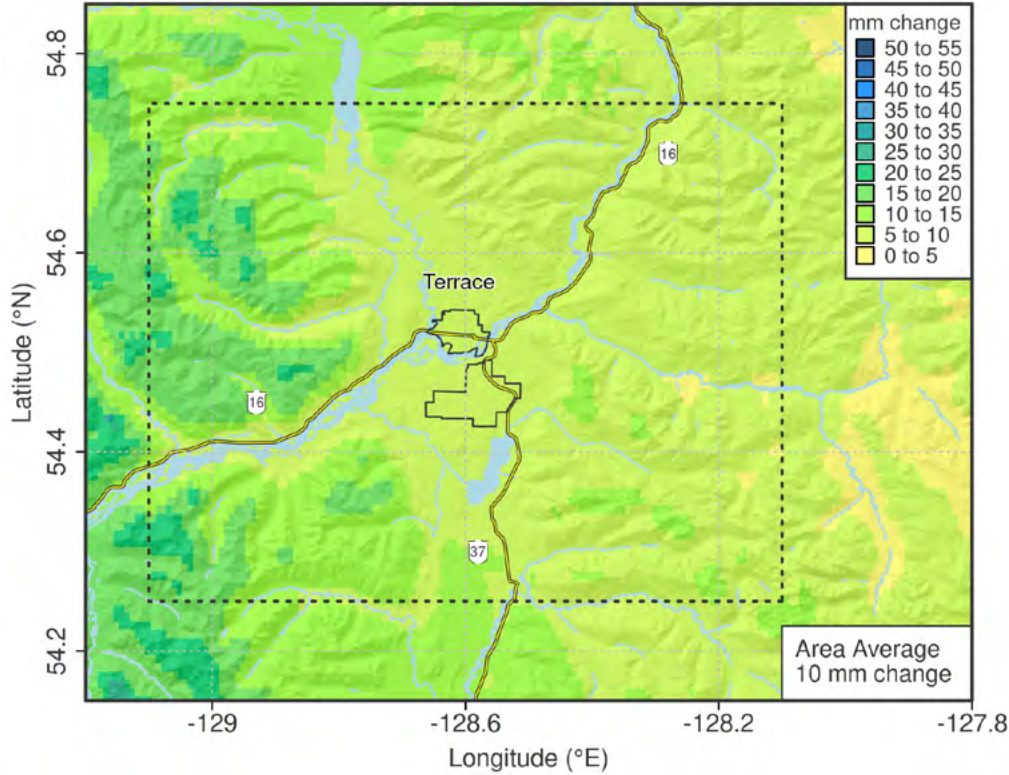 mm change
50 to 55
45 to 50
40 to 45
35 to 40
30 to 35
25 to 30
20 to 25
15 to 20
10 to 15
5 to 10
0 to 5
54.8
54.6
54.4
54.2
Latitude (°N)
16
Terrace
16
37
Area Average
10 mm change
-129
-128.6
-128.2
-127.8
Longitude (°E)